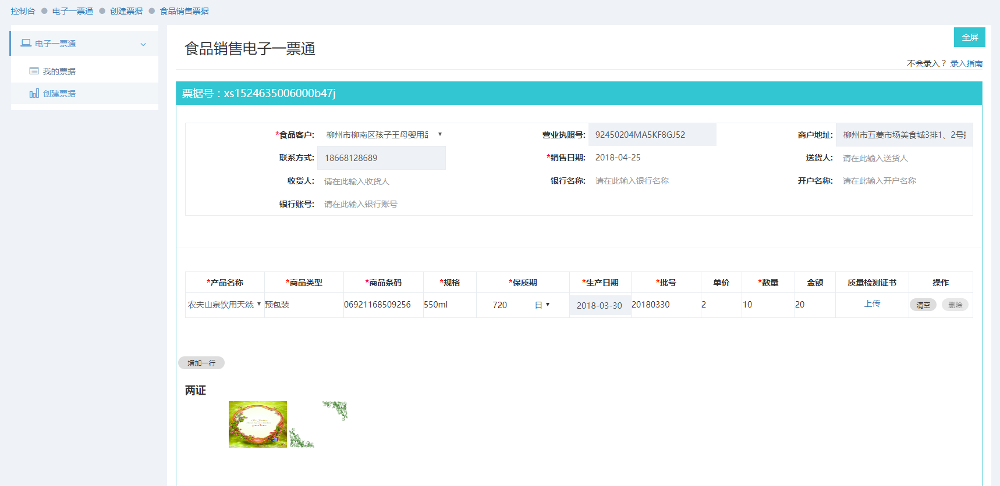 控制台 电子一票通 创建票据 食品销售票据
电子一票通
我的票据
创建票据
全屏
食品销售电子一票通
不会录入？ 录入指南
票据号：xs1524635006000b47j
*食品客户: 柳州市柳南区孩子王母婴用品 营业执照号: 92450204MA5KF8GJ52 商户地址: 柳州市五菱市场美食城3排1、2号
联系方式: 18668128689 *销售日期: 2018-04-25 送货人: 请在此输入送货人
收货人: 请在此输入收货人 银行名称: 请在此输入银行名称 开户名称: 请在此输入开户名称
银行账号: 请在此输入银行账号
*产品名称 *商品类型 *商品条码 *规格 *保质期 *生产日期 *批号 单价 *数量 金额 质量检测证书 操作
农夫山泉饮用天然 预包装 06921168509256 550ml 720 日 2018-03-30 20180330 2 10 20 上传 清空 删除
增加一行
两证